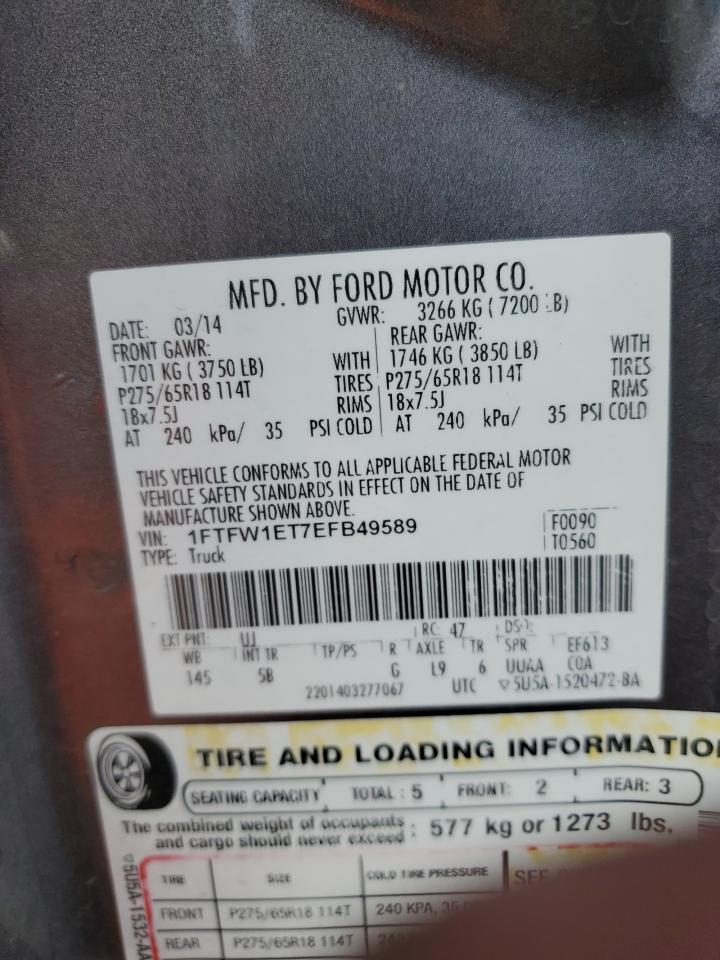 MFD. BY FORD MOTOR CO.
DATE: 03/14 GVWR: 3266 KG ( 7200 LB)
FRONT GAWR: REAR GAWR:
1701 KG ( 3750 LB) WITH 1746 KG ( 3850 LB) WITH
P275/65R18 114T TIRES P275/65R18 114T TIRES
18x7.5J RIMS 18x7.5J RIMS
AT 240 kPa/ 35 PSI COLD AT 240 kPa/ 35 PSI COLD
THIS VEHICLE CONFORMS TO ALL APPLICABLE FEDERAL MOTOR
VEHICLE SAFETY STANDARDS IN EFFECT ON THE DATE OF
MANUFACTURE SHOWN ABOVE.
VIN: 1FTFW1ET7EFB49589 F0090
TYPE: Truck T0560
EXT PNT: UJ RC: 47 DSO:
WB INT TR TP/PS R AXLE TR SPR EF613
145 5B G L9 6 UUAA COA
2201403277067 UTC ▽5U5A-1520472-BA
TIRE AND LOADING INFORMATIO
SEATING CAPACITY TOTAL : 5 FRONT: 2 REAR: 3
The combined weight of occupants
and cargo should never exceed : 577 kg or 1273 lbs.
▽5U5A-1532-AA
TIRE SIZE COLD TIRE PRESSURE SEE
FRONT P275/65R18 114T 240 KPA, 35
REAR P275/65R18 114T 240